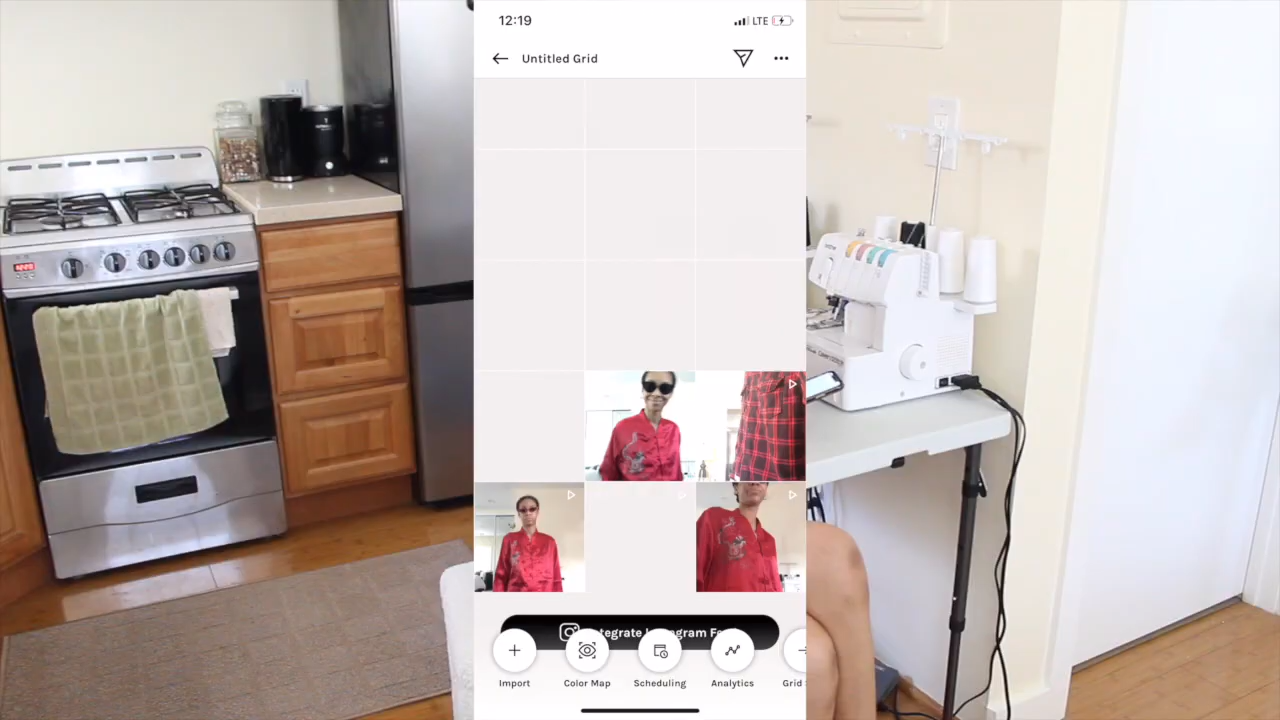 12:19
LTE
Untitled Grid
Import
Color Map
Scheduling
Analytics
Grid